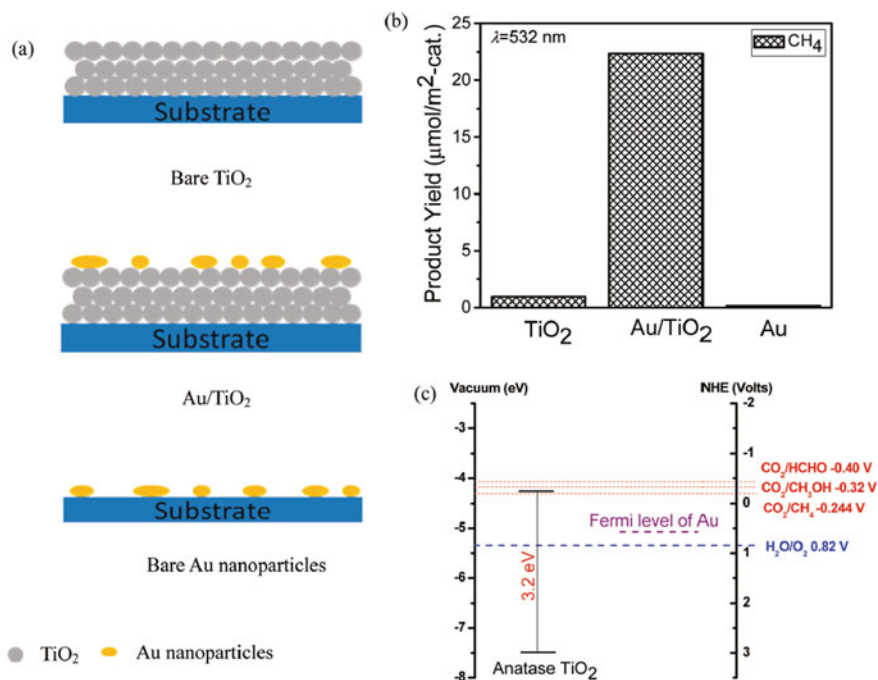 (a)
Substrate
Bare TiO₂
Substrate
Au/TiO₂
Substrate
Bare Au nanoparticles
TiO₂
Au nanoparticles
(b)
Product Yield (μmol/m²-cat.)
25
20
15
10
5
0
λ=532 nm
CH₄
TiO₂
Au/TiO₂
Au
(c)
Vacuum (eV)
NHE (Volts)
-3
-4
-5
-6
-7
-8
-2
-1
0
1
2
3
CO₂/HCHO -0.40 V
CO₂/CH₃OH -0.32 V
CO₂/CH₄ -0.244 V
Fermi level of Au
H₂O/O₂ 0.82 V
3.2 eV
Anatase TiO₂